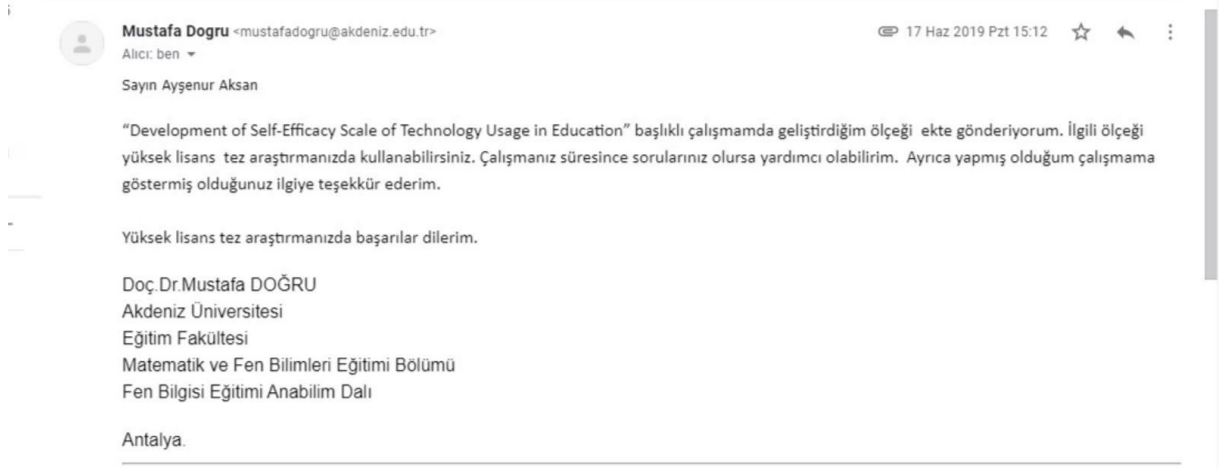 Mustafa Dogru <mustafadogru@akdeniz.edu.tr>
17 Haz 2019 Pzt 15:12
Alıcı: ben
Sayın Ayşenur Aksan
“Development of Self-Efficacy Scale of Technology Usage in Education” başlıklı çalışmamda geliştirdiğim ölçeği ekte gönderiyorum. İlgili ölçeği
yüksek lisans tez araştırmanızda kullanabilirsiniz. Çalışmanız süresince sorularınız olursa yardımcı olabilirim. Ayrıca yapmış olduğum çalışmama
göstermiş olduğunuz ilgiye teşekkür ederim.
Yüksek lisans tez araştırmanızda başarılar dilerim.
Doç.Dr.Mustafa DOĞRU
Akdeniz Üniversitesi
Eğitim Fakültesi
Matematik ve Fen Bilimleri Eğitimi Bölümü
Fen Bilgisi Eğitimi Anabilim Dalı
Antalya.